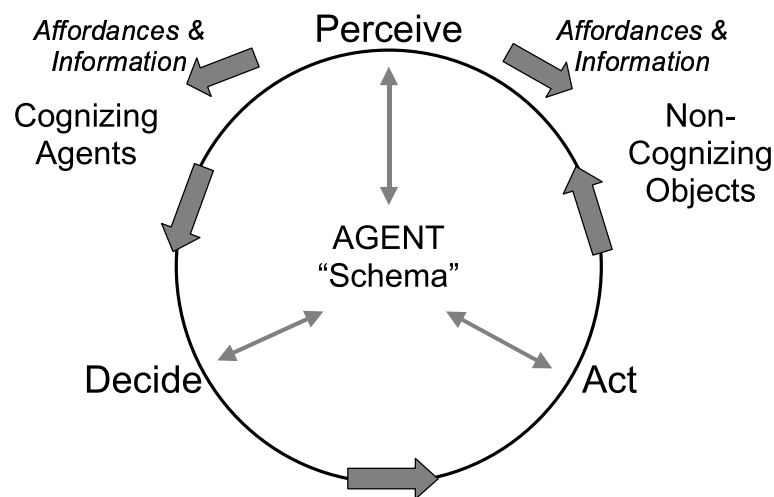 Affordances &
Information
Perceive
Affordances &
Information
Cognizing
Agents
Non-
Cognizing
Objects
AGENT
“Schema”
Decide
Act